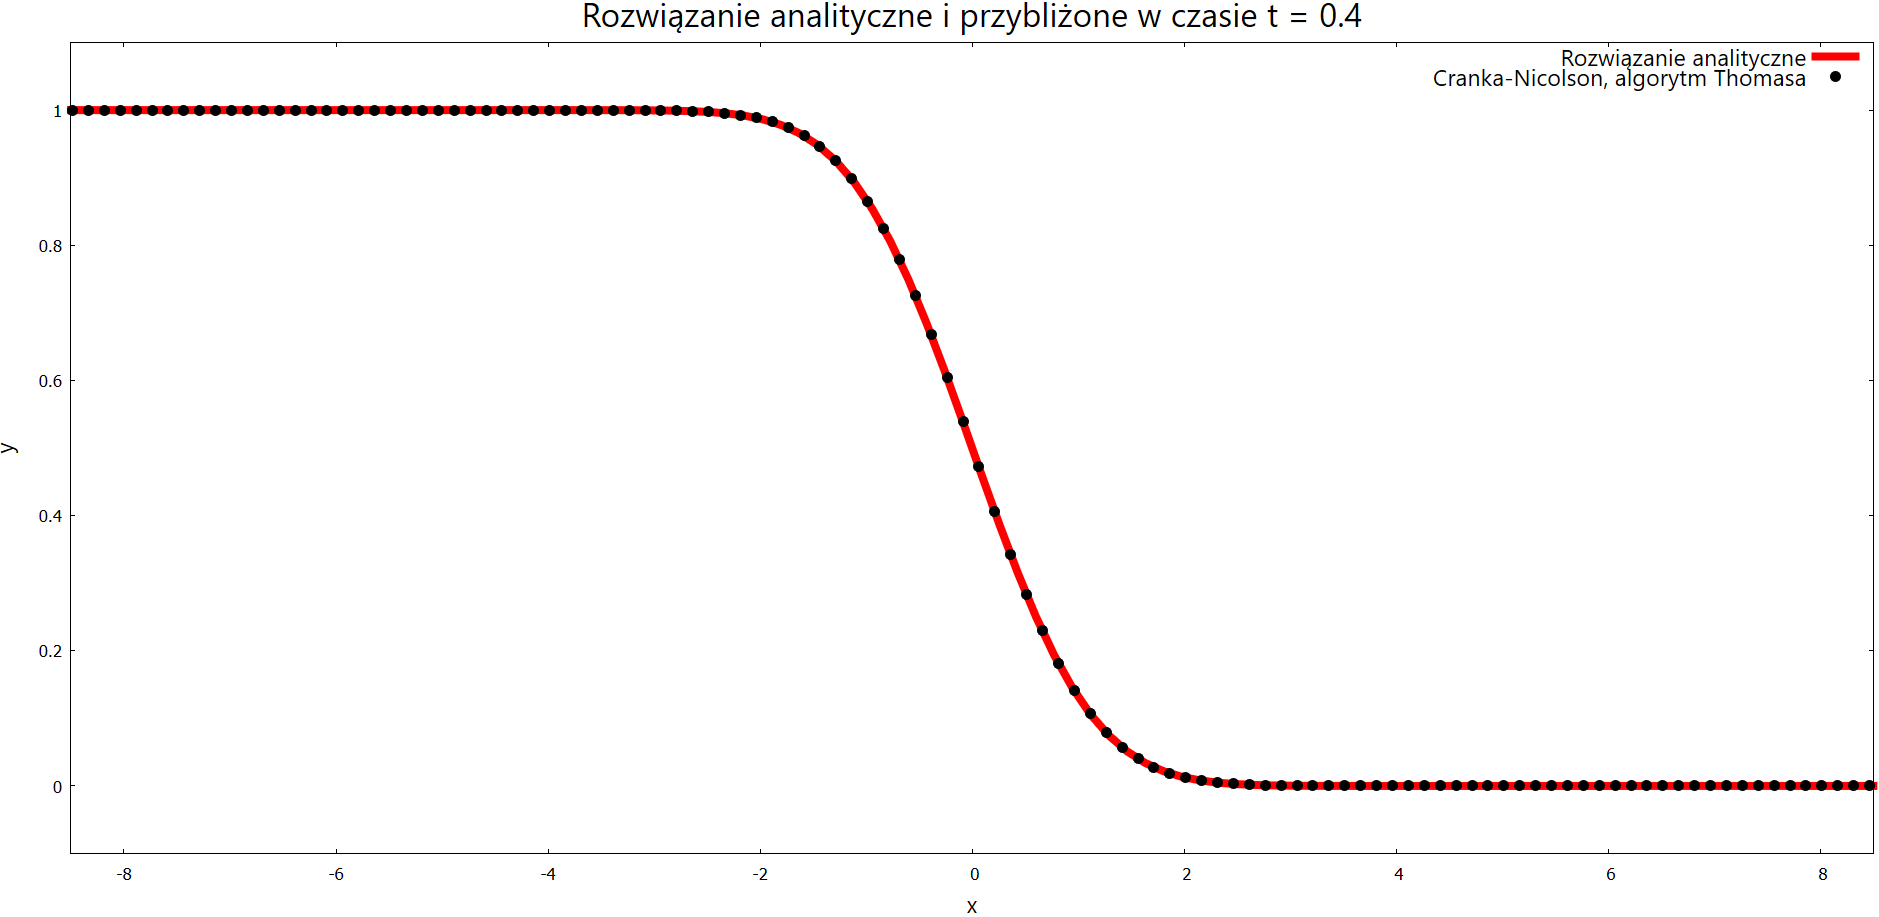 Rozwiązanie analityczne i przybliżone w czasie t = 0.4
Rozwiązanie analityczne
Cranka-Nicolson, algorytm Thomasa
1
0.8
0.6
y
0.4
0.2
0
-8 -6 -4 -2 0 2 4 6 8
x